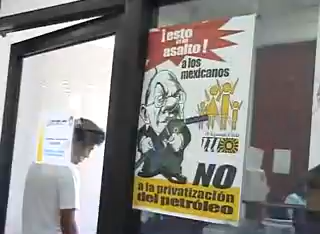 ¡esto es un
asalto!
a los
mexicanos
NO
a la privatización
del petróleo